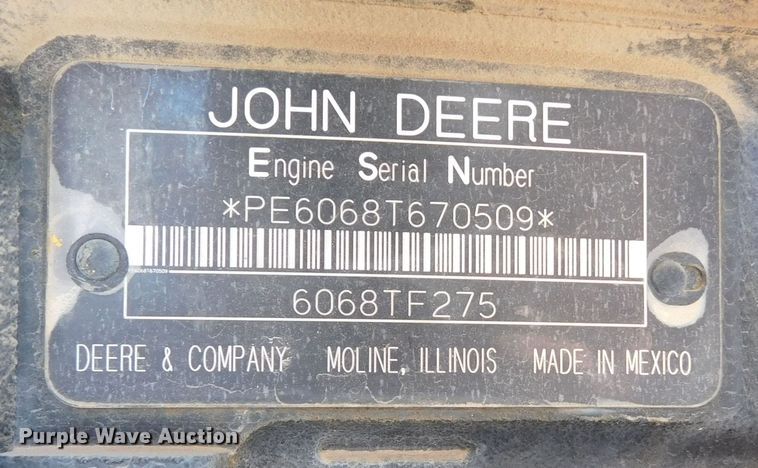 JOHN DEERE
Engine Serial Number
*PE6068T670509*
6068TF275
DEERE & COMPANY MOLINE, ILLINOIS MADE IN MEXICO
Purple Wave Auction